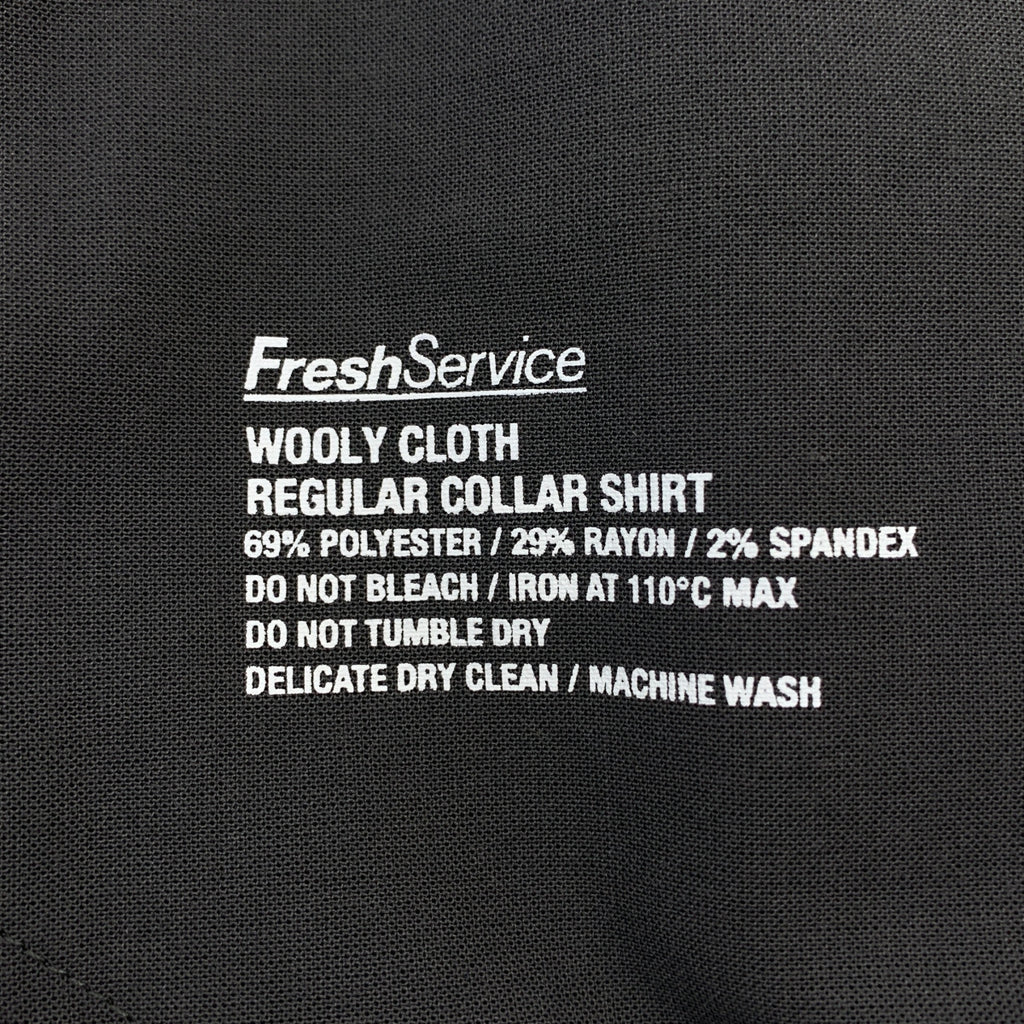 FreshService
WOOLY CLOTH
REGULAR COLLAR SHIRT
69% POLYESTER / 29% RAYON / 2% SPANDEX
DO NOT BLEACH / IRON AT 110°C MAX
DO NOT TUMBLE DRY
DELICATE DRY CLEAN / MACHINE WASH